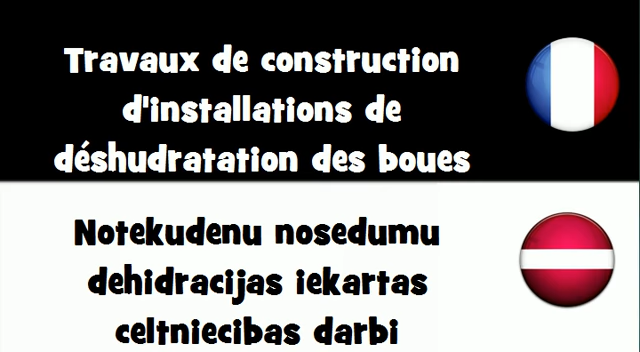 Travaux de construction
d'installations de
déshudratation des boues
Notekudenu nosedumu
dehidracijas iekartas
celtniecibas darbi